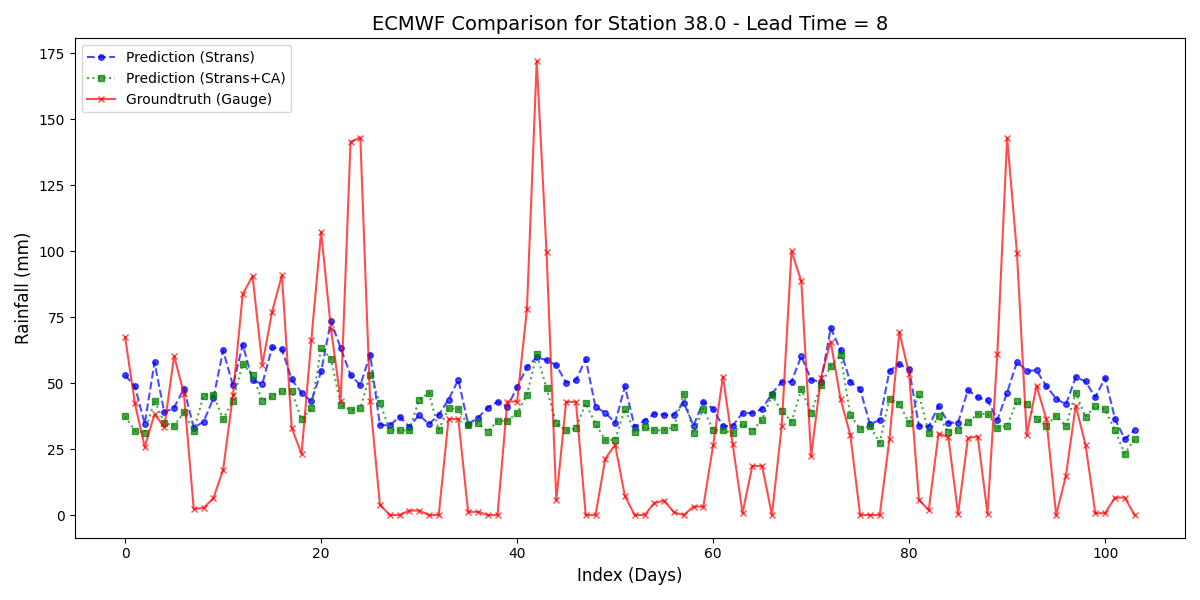 ECMWF Comparison for Station 38.0 - Lead Time = 8
Prediction (Strans)
Prediction (Strans+CA)
Groundtruth (Gauge)
Rainfall (mm)
175
150
125
100
75
50
25
0
0 20 40 60 80 100
Index (Days)